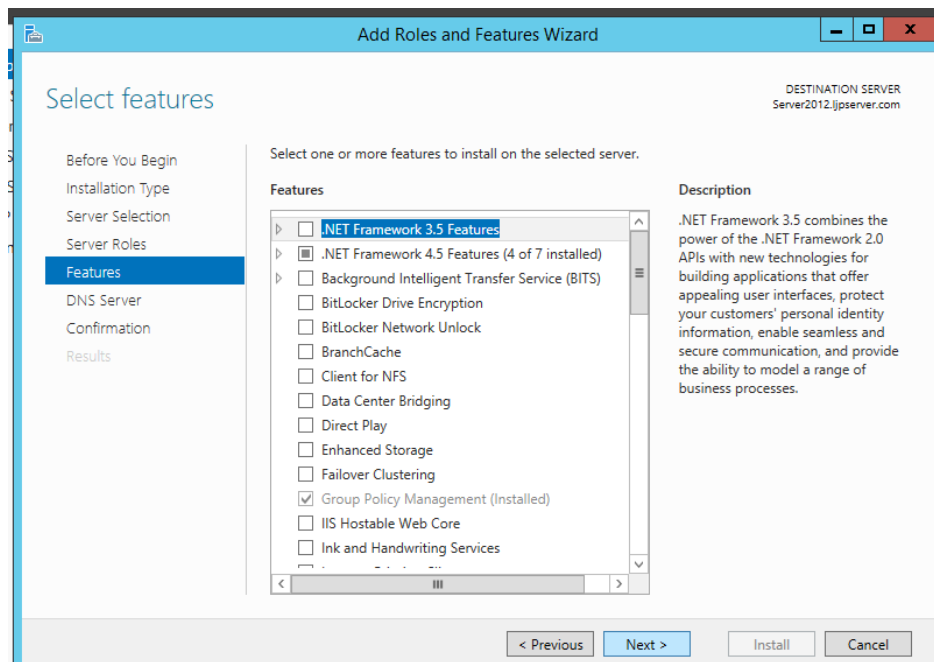 Add Roles and Features Wizard
Select features
DESTINATION SERVER
Server2012.ljpserver.com
Before You Begin
Installation Type
Server Selection
Server Roles
Features
DNS Server
Confirmation
Results
Select one or more features to install on the selected server.
Features
.NET Framework 3.5 Features
.NET Framework 4.5 Features (4 of 7 installed)
Background Intelligent Transfer Service (BITS)
BitLocker Drive Encryption
BitLocker Network Unlock
BranchCache
Client for NFS
Data Center Bridging
Direct Play
Enhanced Storage
Failover Clustering
Group Policy Management (Installed)
IIS Hostable Web Core
Ink and Handwriting Services
Description
.NET Framework 3.5 combines the
power of the .NET Framework 2.0
APIs with new technologies for
building applications that offer
appealing user interfaces, protect
your customers' personal identity
information, enable seamless and
secure communication, and provide
the ability to model a range of
business processes.
< Previous
Next >
Install
Cancel